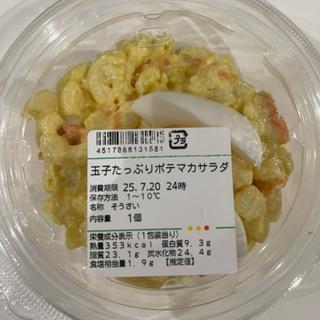 プラ
4517088131581
玉子たっぷりポテマカサラダ
消費期限 25.7.20 24時
保存方法 1～10℃
名称 そうざい
内容量 1個
栄養成分表示(1包装当り)
熱量353kcal 蛋白質9.3g
脂質23.1g 炭水化物24.4g
食塩相当量1.9g 【推定値】